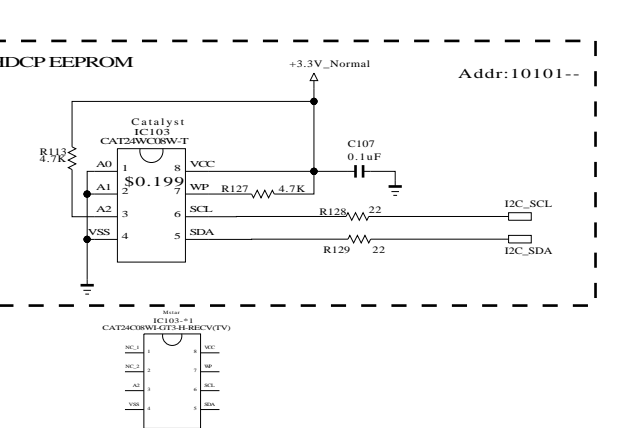 HDCP EEPROM
+3.3V_Normal
Addr:10101--
Catalyst
IC103
CAT24WC08W-T
R113
4.7K
C107
0.1uF
A0 1 8 VCC
$0.199
A1 2 7 WP R127 4.7K
A2 3 6 SCL R128 22 I2C_SCL
VSS 4 5 SDA
R129 22 I2C_SDA
Mstar
IC103-*1
CAT24C08WI-GT3-H-RECV(TV)
NC_1 1 8 VCC
NC_2 2 7 WP
A2 3 6 SCL
VSS 4 5 SDA